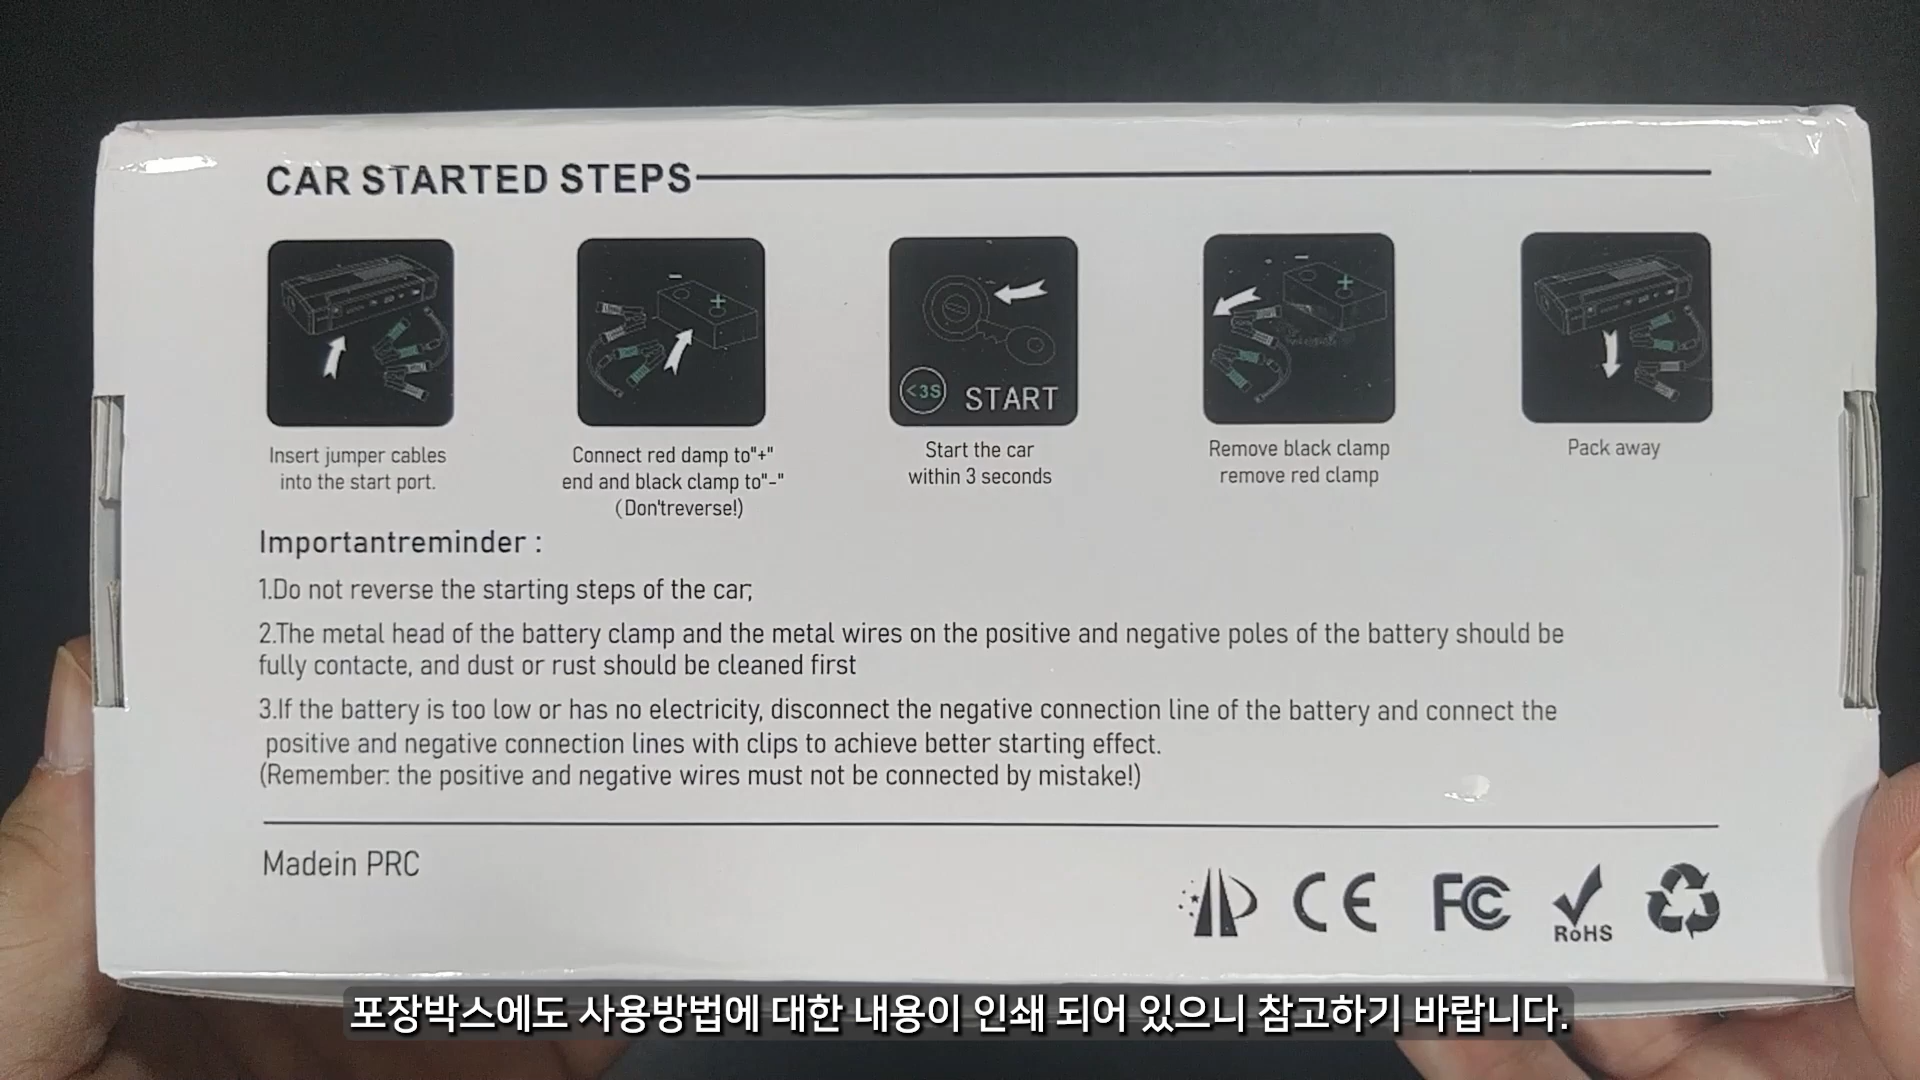 CAR STARTED STEPS
- +
- +
<3S START
Insert jumper cables
into the start port.
Connect red damp to"+"
end and black clamp to"-"
(Don'treverse!)
Start the car
within 3 seconds
Remove black clamp
remove red clamp
Pack away
Importantreminder :
1.Do not reverse the starting steps of the car;
2.The metal head of the battery clamp and the metal wires on the positive and negative poles of the battery should be
fully contacte, and dust or rust should be cleaned first
3.If the battery is too low or has no electricity, disconnect the negative connection line of the battery and connect the
positive and negative connection lines with clips to achieve better starting effect.
(Remember: the positive and negative wires must not be connected by mistake!)
Madein PRC
CE FC RoHS
포장박스에도 사용방법에 대한 내용이 인쇄 되어 있으니 참고하기 바랍니다.